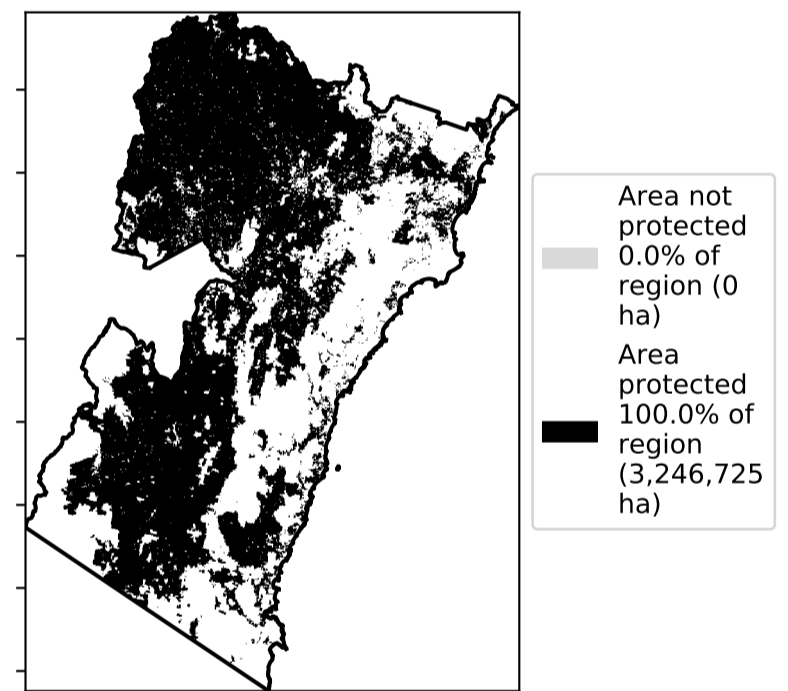 Area not
protected
0.0% of
region (0
ha)
Area
protected
100.0% of
region
(3,246,725
ha)